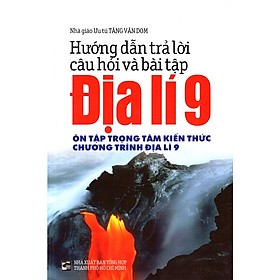 Nhà giáo Ưu tú TĂNG VĂN DOM
Hướng dẫn trả lời
câu hỏi và bài tập
Địa lí 9
ÔN TẬP TRỌNG TÂM KIẾN THỨC
CHƯƠNG TRÌNH ĐỊA LÍ 9
NHÀ XUẤT BẢN TỔNG HỢP
THÀNH PHỐ HỒ CHÍ MINH